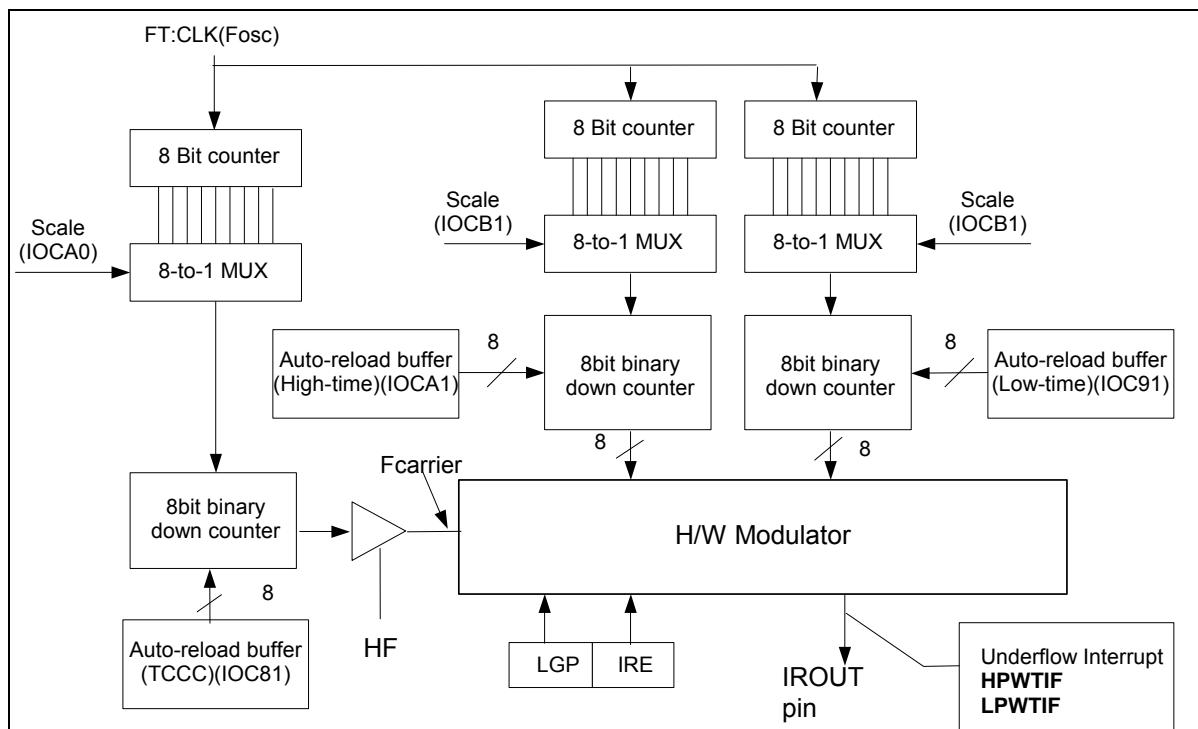 FT:CLK(Fosc)
8 Bit counter
8 Bit counter
8 Bit counter
Scale
(IOCA0)
Scale
(IOCB1)
Scale
(IOCB1)
8-to-1 MUX
8-to-1 MUX
8-to-1 MUX
Auto-reload buffer
(High-time)(IOCA1)
8
8bit binary
down counter
8bit binary
down counter
8
Auto-reload buffer
(Low-time)(IOC91)
8
8
Fcarrier
8bit binary
down counter
H/W Modulator
8
Auto-reload buffer
(TCCC)(IOC81)
HF
LGP
IRE
IROUT
pin
Underflow Interrupt
HPWTIF
LPWTIF